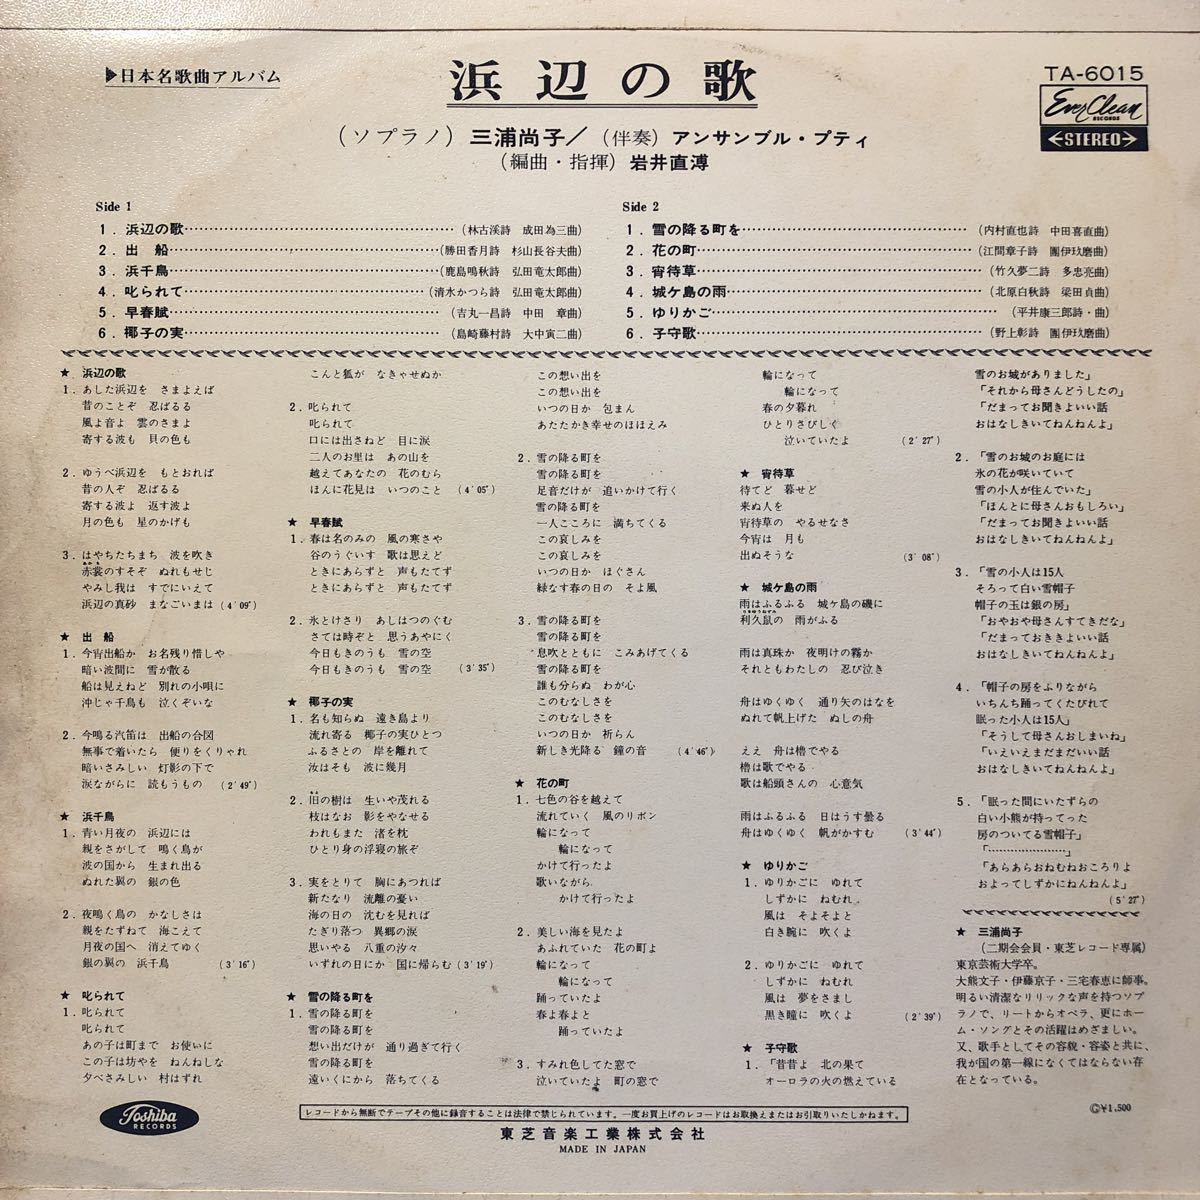 ▶日本名歌曲アルバム
浜辺の歌
TA-6015
EverClean
RECORDS
STEREO
(ソプラノ) 三浦尚子/(伴奏) アンサンブル・プティ
(編曲・指揮) 岩井直溥
Side 1
1. 浜辺の歌 (林古溪詩 成田為三曲)
2. 出船 (勝田香月詩 杉山長谷夫曲)
3. 浜千鳥 (鹿島鳴秋詩 弘田竜太郎曲)
4. 叱られて (清水かつら詩 弘田竜太郎曲)
5. 早春賦 (吉丸一昌詩 中田 章曲)
6. 椰子の実 (島崎藤村詩 大中寅二曲)
Side 2
1. 雪の降る町を (内村直也詩 中田喜直曲)
2. 花の町 (江間章子詩 團伊玖磨曲)
3. 宵待草 (竹久夢二詩 多忠亮曲)
4. 城ケ島の雨 (北原白秋詩 梁田貞曲)
5. ゆりかご (平井康三郎詩・曲)
6. 子守歌 (野上彰詩 團伊玖磨曲)
★ 浜辺の歌
1. あした浜辺を さまよえば
昔のことぞ 忍ばるる
風よ音よ 雲のさまよ
寄する波も 貝の色も
2. ゆうべ浜辺を もとおれば
昔の人ぞ 忍ばるる
寄する波よ 返す波よ
月の色も 星のかげも
3. はやちたちまち 波を吹き
赤裳のすそぞ ぬれもせじ
やみし我は すでにいえて
浜辺の真砂 まなごいまは (4'09")
★ 出 船
1. 今宵出船か お名残り惜しや
暗い波間に 雪が散る
船は見えねど 別れの小唄に
沖じゃ千鳥も 泣くぞいな
2. 今鳴る汽笛は 出船の合図
無事で着いたら 便りをくりゃれ
暗いさみしい 灯影の下で
涙ながらに 読もうもの (2'49")
★ 浜千鳥
1. 青い月夜の 浜辺には
親をさがして 鳴く鳥が
波の国から 生まれ出る
ぬれた翼の 銀の色
2. 夜鳴く鳥の かなしさは
親をたずねて 海こえて
月夜の国へ 消えてゆく
銀の翼の 浜千鳥 (3'16")
★ 叱られて
1. 叱られて
叱られて
あの子は町まで お使いに
この子は坊やを ねんねしな
夕べさみしい 村はずれ
こんと狐が なきゃせぬか
2. 叱られて
叱られて
口には出さねど 目に涙
二人のお里は あの山を
越えてあなたの 花のむら
ほんに花見は いつのこと (4'05")
★ 早春賦
1. 春は名のみの 風の寒さや
谷のうぐいす 歌は思えど
ときにあらずと 声もたてず
ときにあらずと 声もたてず
2. 氷とけさり あしはつのぐむ
さては時ぞと 思うあやにく
今日もきのうも 雪の空
今日もきのうも 雪の空 (3'35")
★ 椰子の実
1. 名も知らぬ 遠き島より
流れ寄る 椰子の実ひとつ
ふるさとの 岸を離れて
汝はそも 波に幾月
2. 旧の樹は 生いや茂れる
枝はなお 影をやなせる
われもまた 渚を枕
ひとり身の 浮寝の旅ぞ
3. 実をとりて 胸にあつれば
新たなり 流離の憂い
海の日の 沈むを見れば
たぎり落つ 異郷の涙
思いやる 八重の汐々
いずれの日にか 国に帰らむ (3'19")
★ 雪の降る町を
1. 雪の降る町を
雪の降る町を
想い出だけが 通り過ぎて行く
雪の降る町を
遠いくにから 落ちてくる
この想い出を
この想い出を
いつの日か 包まん
あたたかき幸せのほほえみ
2. 雪の降る町を
雪の降る町を
足音だけが 追いかけて行く
雪の降る町を
一人こころに 満ちてくる
この哀しみを
この哀しみを
いつの日か ほぐさん
緑なす春の日の そよ風
3. 雪の降る町を
雪の降る町を
息吹とともに こみあげてくる
雪の降る町を
誰も分らぬ わが心
このむなしさを
このむなしさを
いつの日か 祈らん
新しき光降る 鐘の音 (4'46")
★ 花の町
1. 七色の谷を越えて
流れていく 風のリボン
輪になって
輪になって
かけて行ったよ
歌いながら
かけて行ったよ
2. 美しい海を見たよ
あふれていた 花の町よ
輪になって
輪になって
踊っていたよ
春よ春よと
踊っていたよ
3. すみれ色してた窓で
泣いていたよ 町の窓で
輪になって
輪になって
春の夕暮れ
ひとりさびしく
泣いていたよ (2'27")
★ 宵待草
待てど 暮せど
来ぬ人を
宵待草の やるせなさ
今宵は 月も
出ぬそうな (3'08")
★ 城ケ島の雨
雨はふるふる 城ケ島の磯に
利久鼠の 雨がふる
雨は真珠か 夜明けの霧か
それともわたしの 忍び泣き
舟はゆくゆく 通り矢のはなを
ぬれて帆上げた ぬしの舟
ええ 舟は櫓でやる
櫓は歌でやる
歌は船頭さんの 心意気
雨はふるふる 日はうす曇る
舟はゆくゆく 帆がかすむ (3'44")
★ ゆりかご
1. ゆりかごに ゆれて
しずかに ねむれ
風は そよそよと
白き腕に 吹くよ
2. ゆりかごに ゆれて
しずかに ねむれ
風は 夢をさまし
黒き瞳に 吹くよ (2'39")
★ 子守歌
1. 「昔昔よ 北の果て
オーロラの火の燃えている
雪のお城がありました」
「それから母さんどうしたの」
「だまってお聞きよいい話
おはなしきいてねんねんよ」
2. 「雪のお城のお庭には
氷の花が咲いていて
雪の小人が住んでいた」
「ほんとに母さんおもしろい」
「だまってお聞きよいい話
おはなしきいてねんねんよ」
3. 「雪の小人は15人
そろって白い雪帽子
帽子の玉は銀の房」
「おやおや母さんすてきだな」
「だまっておききよいい話
おはなしきいてねんねんよ」
4. 「帽子の房をふりながら
いちんち踊ってくたびれて
眠った小人は15人」
「そうして母さんおしまいね」
「いえいえまだまだいい話
おはなしきいてねんねんよ」
5. 「眠った間にいたずらの
白い小熊が持ってった
房のついてる雪帽子」
「……………………」
「あらあらおねむねおころりよ
およってしずかにねんねんよ」
(5'27")
★ 三浦尚子
(二期会会員・東芝レコード専属)
東京芸術大学卒。
大熊文子・伊藤京子・三宅春恵に師事。
明るい清潔なリリックな声を持つソプ
ラノで、リートからオペラ、更にホー
ム・ソングとその活躍はめざましい。
又、歌手としてその容貌・容姿と共に、
我が国の第一線になくてはならない存
在となっている。
Toshiba
RECORDS
レコードから無断でテープその他に録音することは法律で禁じられています。一度お買上げのレコードはお取換えまたはお引取りいたしかねます。
東芝音楽工業株式会社
MADE IN JAPAN
Ⓖ¥1,500